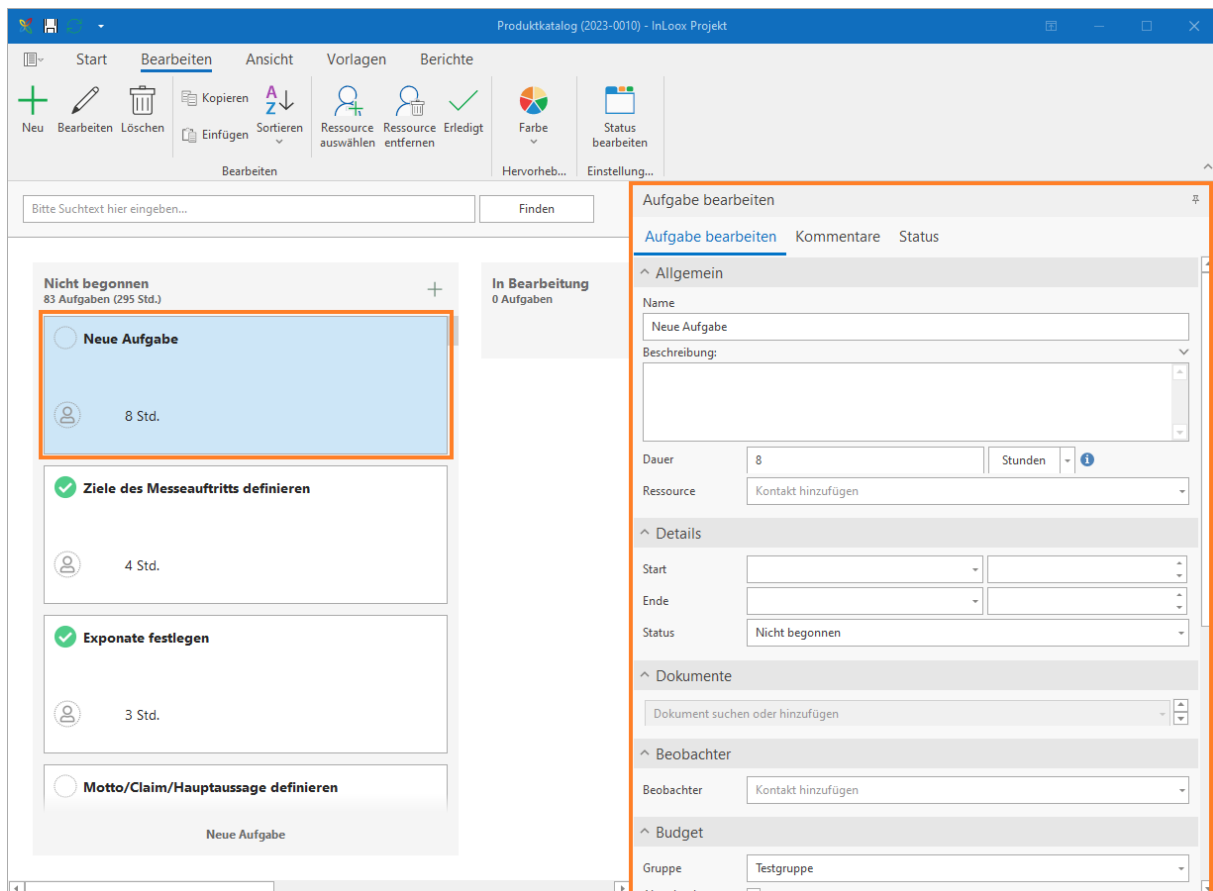 Produktkatalog (2023-0010) - InLoox Projekt
Start Bearbeiten Ansicht Vorlagen Berichte
Neu Bearbeiten Löschen
Kopieren
Einfügen
Sortieren
Ressource auswählen
Ressource entfernen
Erledigt
Farbe
Status bearbeiten
Bearbeiten Hervorheb... Einstellung...
Bitte Suchtext hier eingeben...
Finden
Nicht begonnen
83 Aufgaben (295 Std.)
Neue Aufgabe
8 Std.
Ziele des Messeauftritts definieren
4 Std.
Exponate festlegen
3 Std.
Motto/Claim/Hauptaussage definieren
Neue Aufgabe
In Bearbeitung
0 Aufgaben
Aufgabe bearbeiten
Aufgabe bearbeiten Kommentare Status
Allgemein
Name
Neue Aufgabe
Beschreibung:
Dauer 8 Stunden
Ressource Kontakt hinzufügen
Details
Start
Ende
Status Nicht begonnen
Dokumente
Dokument suchen oder hinzufügen
Beobachter
Beobachter Kontakt hinzufügen
Budget
Gruppe Testgruppe